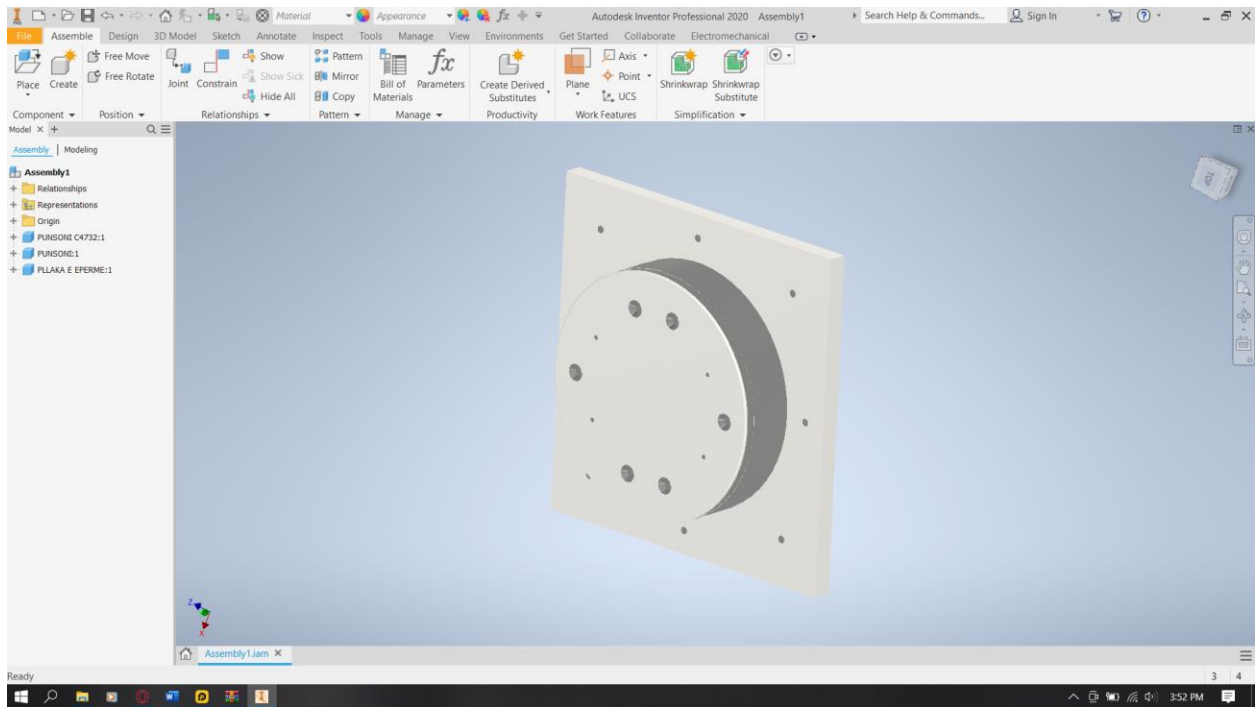 Material
Appearance
fx
Autodesk Inventor Professional 2020 Assembly1
Search Help & Commands...
Sign In
File Assemble Design 3D Model Sketch Annotate Inspect Tools Manage View Environments Get Started Collaborate Electromechanical
Place
Create
Free Move
Free Rotate
Joint
Constrain
Show
Show Sick
Hide All
Pattern
Mirror
Copy
Bill of Materials
fx
Parameters
Create Derived Substitutes
Plane
Axis
Point
UCS
Shrinkwrap
Shrinkwrap Substitute
Component Position Relationships Pattern Manage Productivity Work Features Simplification
Model × +
Assembly | Modeling
Assembly1
Relationships
Representations
Origin
PUNSONI C4732:1
PUNSONI:1
PLLAKA E EPERME:1
TOP
Z
X
Assembly1.iam ×
Ready
3 4
3:52 PM